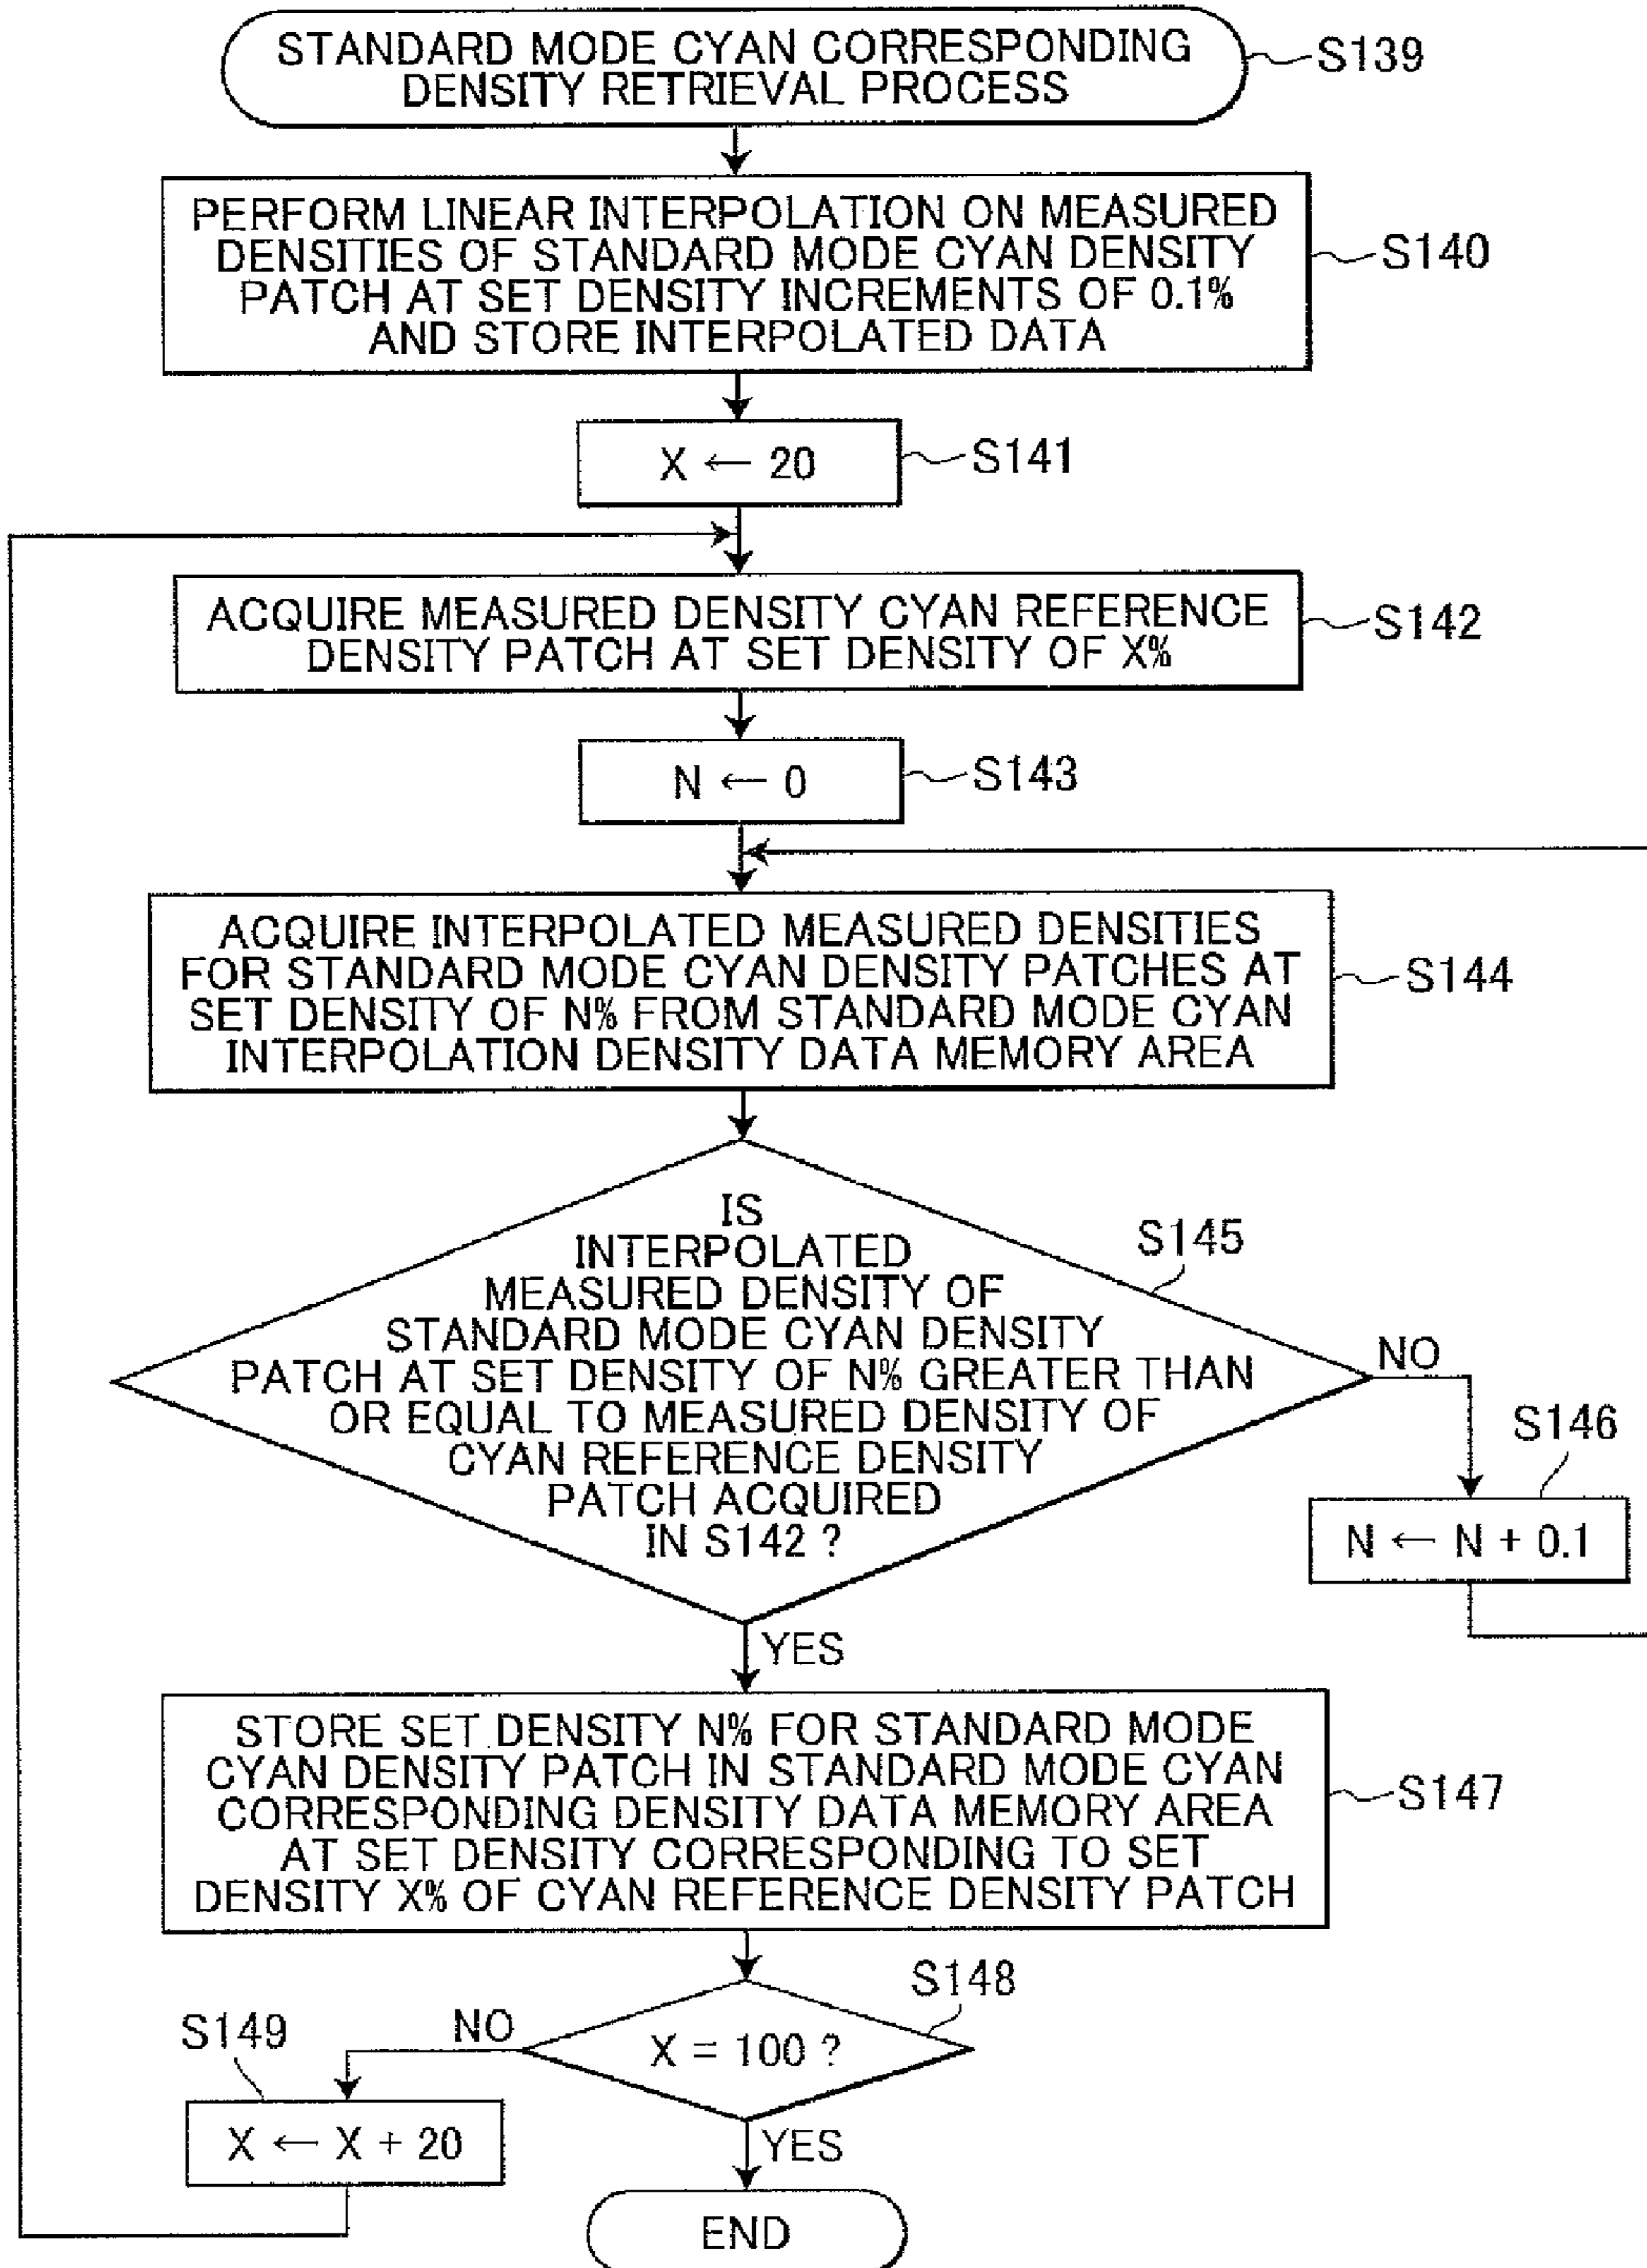 STANDARD MODE CYAN CORRESPONDING
DENSITY RETRIEVAL PROCESS
S139
PERFORM LINEAR INTERPOLATION ON MEASURED
DENSITIES OF STANDARD MODE CYAN DENSITY
PATCH AT SET DENSITY INCREMENTS OF 0.1%
AND STORE INTERPOLATED DATA
S140
X ← 20
S141
ACQUIRE MEASURED DENSITY CYAN REFERENCE
DENSITY PATCH AT SET DENSITY OF X%
S142
N ← 0
S143
ACQUIRE INTERPOLATED MEASURED DENSITIES
FOR STANDARD MODE CYAN DENSITY PATCHES AT
SET DENSITY OF N% FROM STANDARD MODE CYAN
INTERPOLATION DENSITY DATA MEMORY AREA
S144
IS
INTERPOLATED
MEASURED DENSITY OF
STANDARD MODE CYAN DENSITY
PATCH AT SET DENSITY OF N% GREATER THAN
OR EQUAL TO MEASURED DENSITY OF
CYAN REFERENCE DENSITY
PATCH ACQUIRED
IN S142 ?
S145
NO
S146
N ← N + 0.1
YES
STORE SET DENSITY N% FOR STANDARD MODE
CYAN DENSITY PATCH IN STANDARD MODE CYAN
CORRESPONDING DENSITY DATA MEMORY AREA
AT SET DENSITY CORRESPONDING TO SET
DENSITY X% OF CYAN REFERENCE DENSITY PATCH
S147
X = 100 ?
S148
NO
S149
X ← X + 20
YES
END